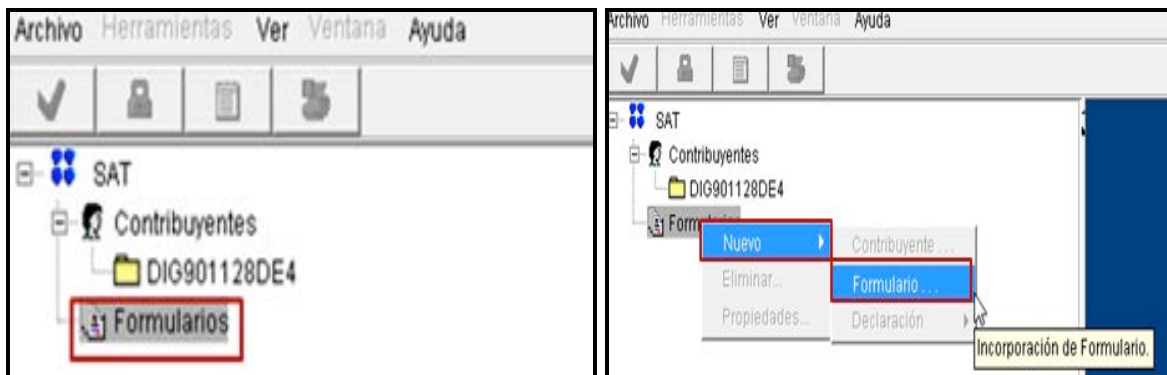 Archivo Herramientas Ver Ventana Ayuda
SAT
Contribuyentes
DIG901128DE4
Formularios
Archivo Herramientas Ver Ventana Ayuda
SAT
Contribuyentes
DIG901128DE4
Formularios
Nuevo
Contribuyente ...
Eliminar...
Formulario ...
Propiedades...
Declaración
Incorporación de Formulario.